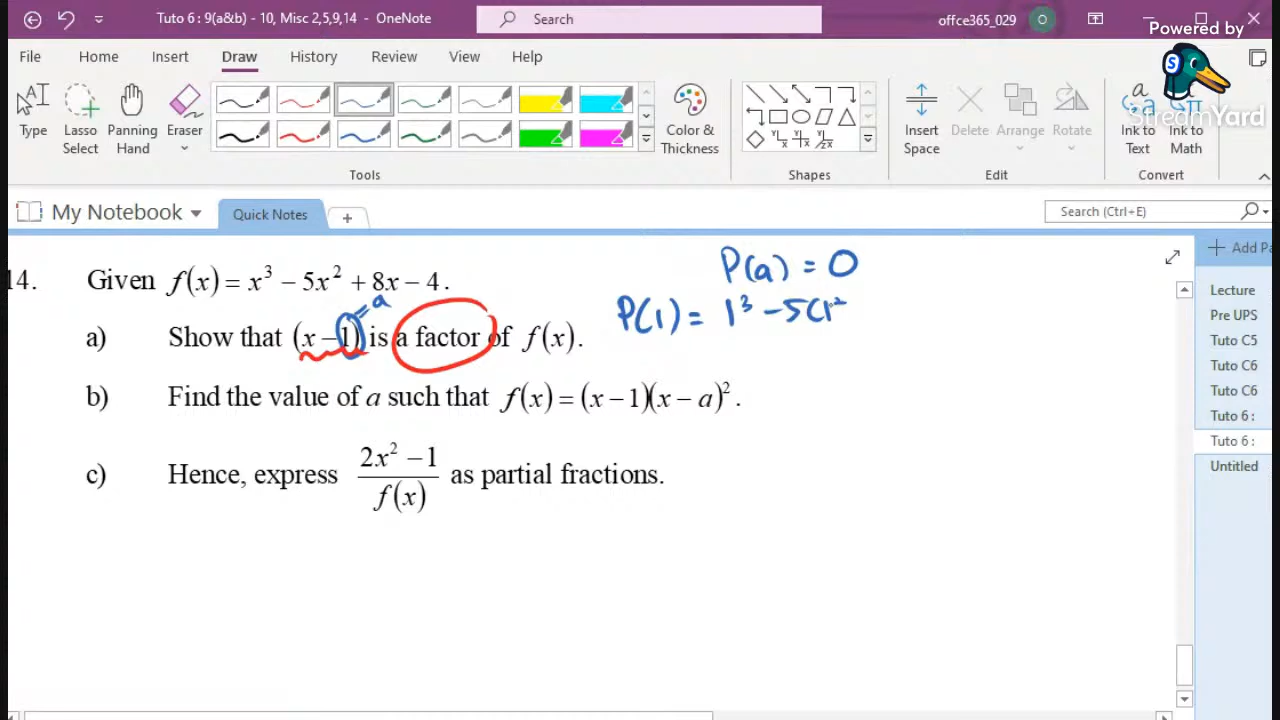 Tuto 6 : 9(a&b) - 10, Misc 2,5,9,14 - OneNote
Search
offce365_029
Powered by
StreamYard
File Home Insert Draw History Review View Help
Type
Lasso Select
Panning Hand
Eraser
Color & Thickness
Insert Space
Delete
Arrange
Rotate
Ink to Text
Ink to Math
Tools
Shapes
Edit
Convert
My Notebook
Quick Notes
Search (Ctrl+E)
Add Pa
Lecture
Pre UPS
Tuto C5
Tuto C6
Tuto C6
Tuto 6 :
Tuto 6 :
Untitled
P(a) = 0
14. Given f(x) = x³ − 5x² + 8x − 4.
= a
P(1) = 1³ − 5(1²
a) Show that (x − 1) is a factor of f(x).
b) Find the value of a such that f(x) = (x − 1)(x − a)².
c) Hence, express (2x² − 1)/f(x) as partial fractions.